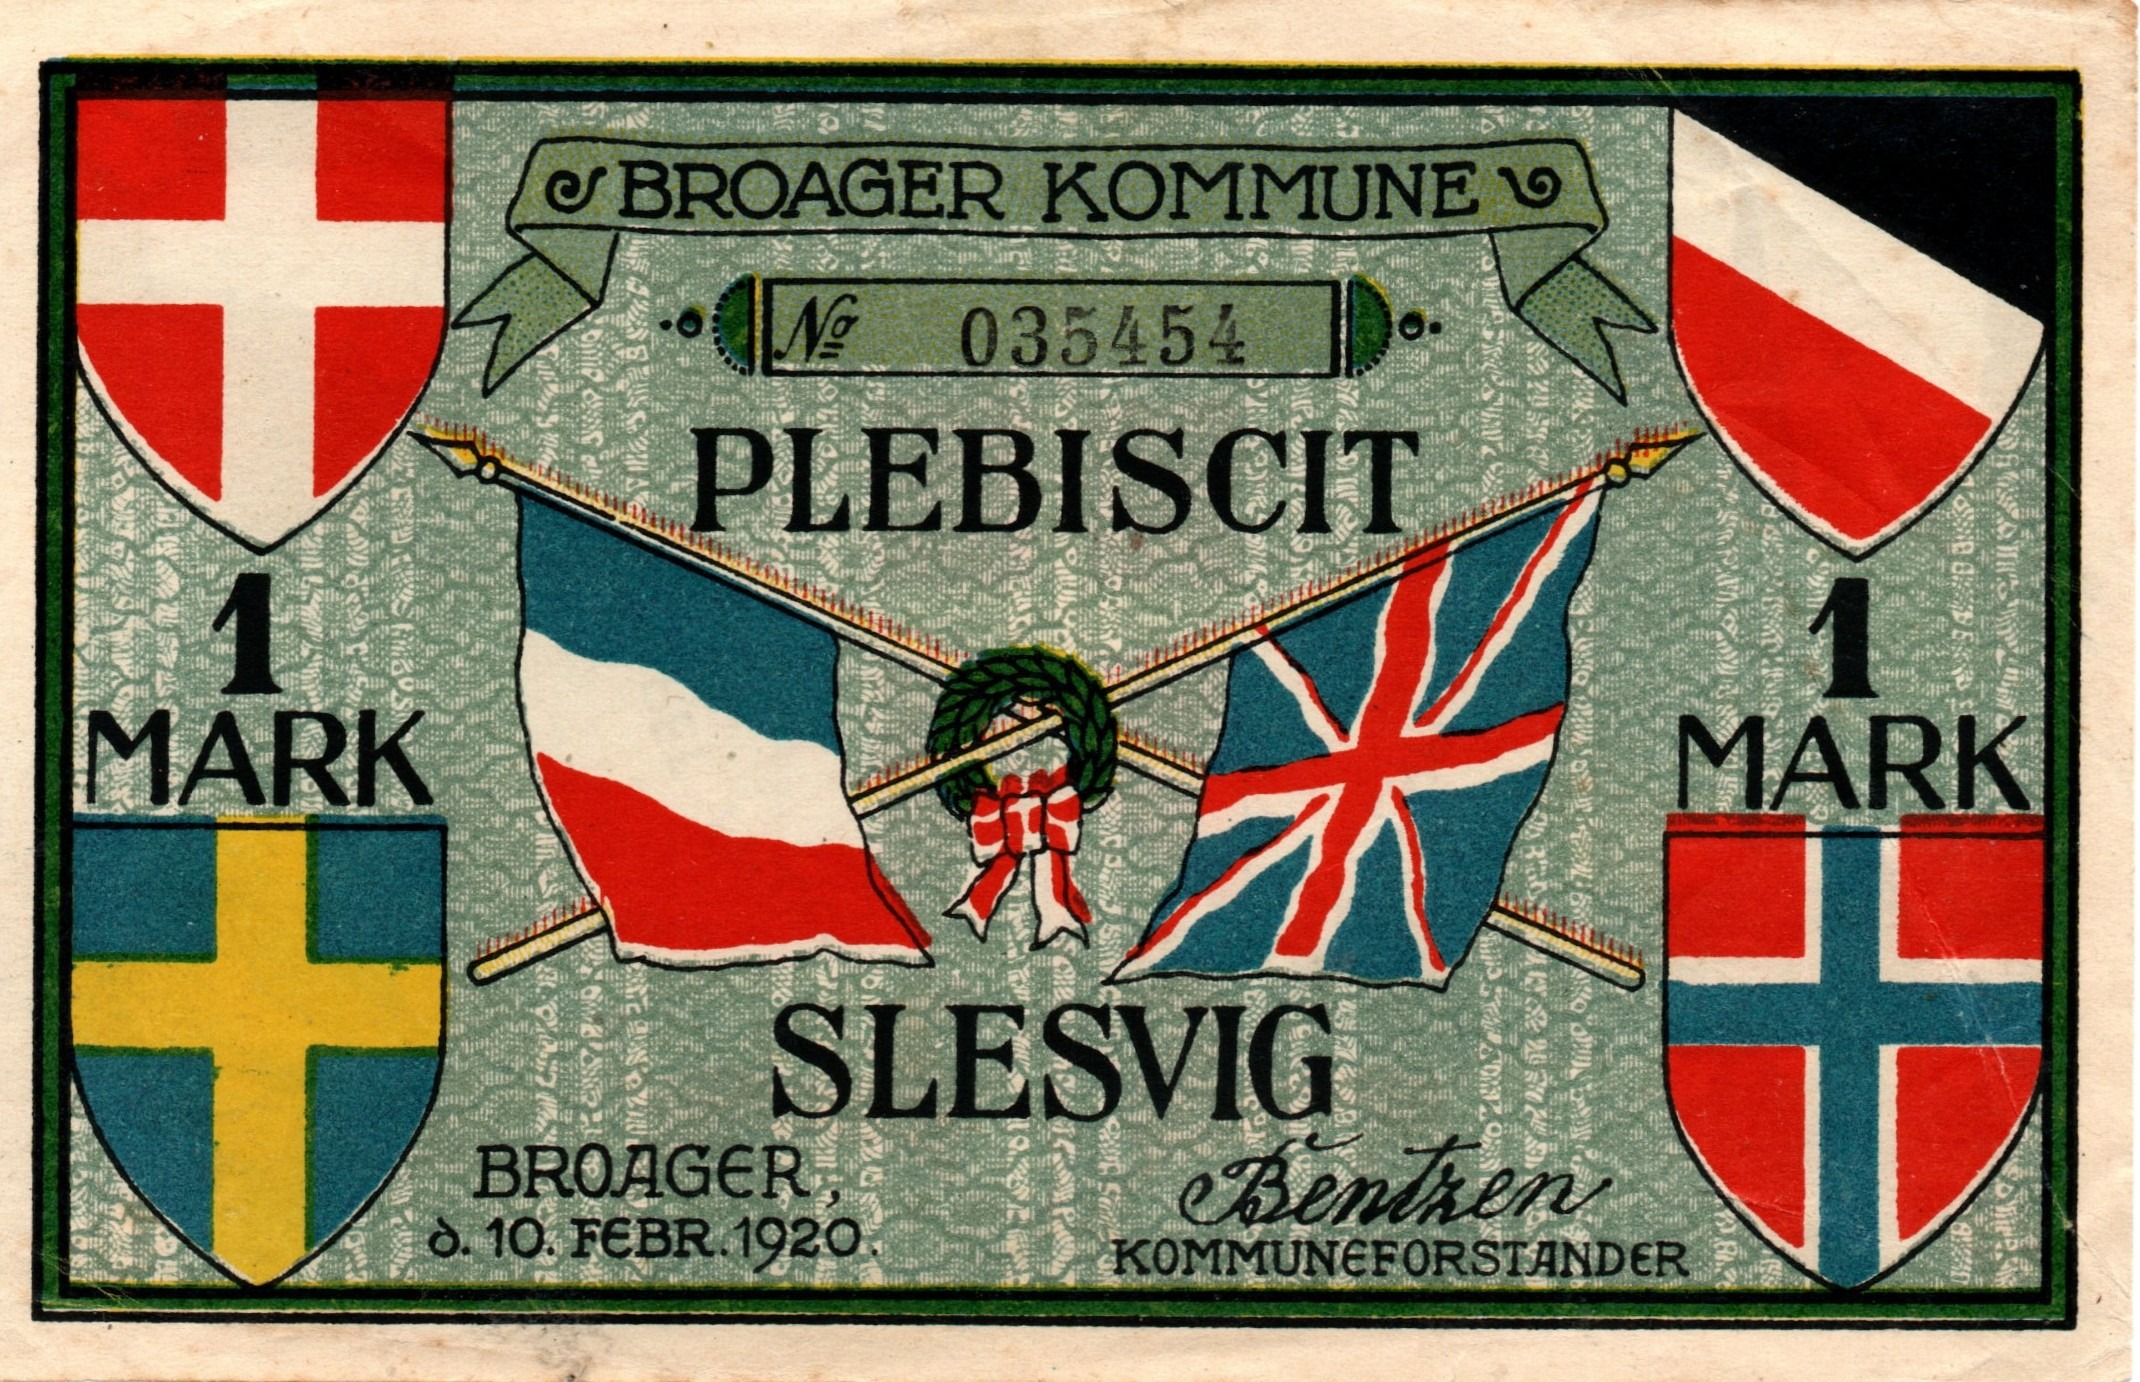 BROAGER KOMMUNE
Nº 035454
PLEBISCIT
1
MARK
1
MARK
SLESVIG
BROAGER,
d. 10. FEBR. 1920.
Bentzen
KOMMUNEFORSTANDER